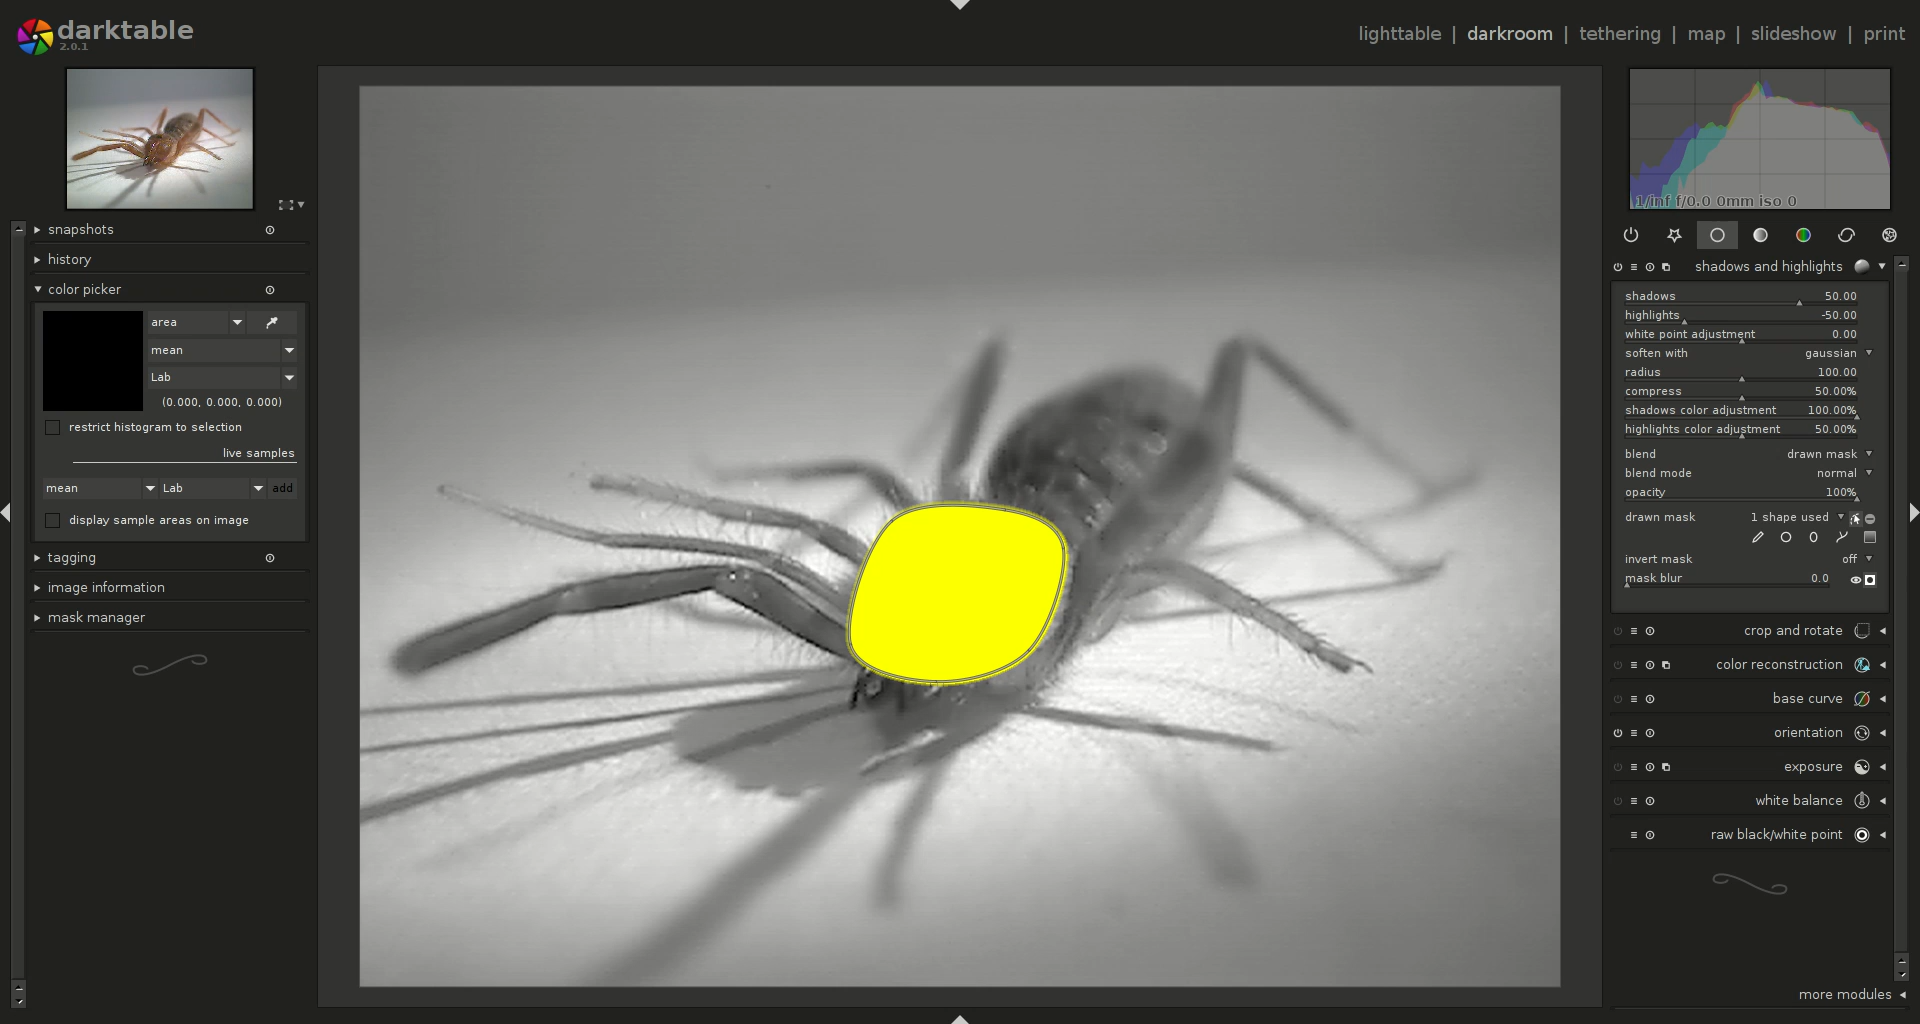 darktable
2.0.1
lighttable | darkroom | tethering | map | slideshow | print
snapshots
history
color picker
area
mean
Lab
(0.000, 0.000, 0.000)
restrict histogram to selection
live samples
mean Lab add
display sample areas on image
tagging
image information
mask manager
1/inf f/0.0 0mm iso 0
shadows and highlights
shadows 50.00
highlights -50.00
white point adjustment 0.00
soften with gaussian
radius 100.00
compress 50.00%
shadows color adjustment 100.00%
highlights color adjustment 50.00%
blend drawn mask
blend mode normal
opacity 100%
drawn mask 1 shape used
invert mask off
mask blur 0.0
crop and rotate
color reconstruction
base curve
orientation
exposure
white balance
raw black/white point
more modules